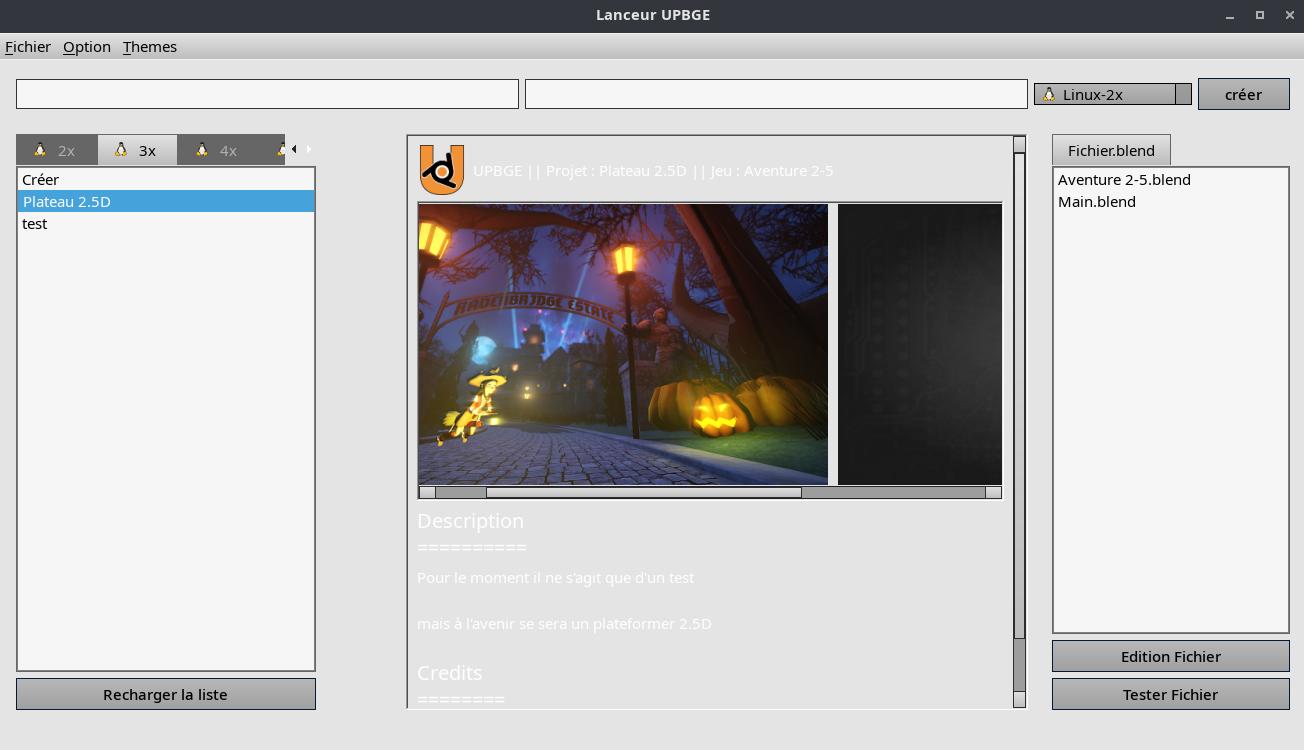 Lanceur UPBGE
Fichier Option Themes
Linux-2x
créer
2x 3x 4x
Créer
Plateau 2.5D
test
Recharger la liste
UPBGE || Projet : Plateau 2.5D || Jeu : Aventure 2-5
Description
==========
Pour le moment il ne s'agit que d'un test
mais à l'avenir se sera un plateformer 2.5D
Credits
========
Fichier.blend
Aventure 2-5.blend
Main.blend
Edition Fichier
Tester Fichier